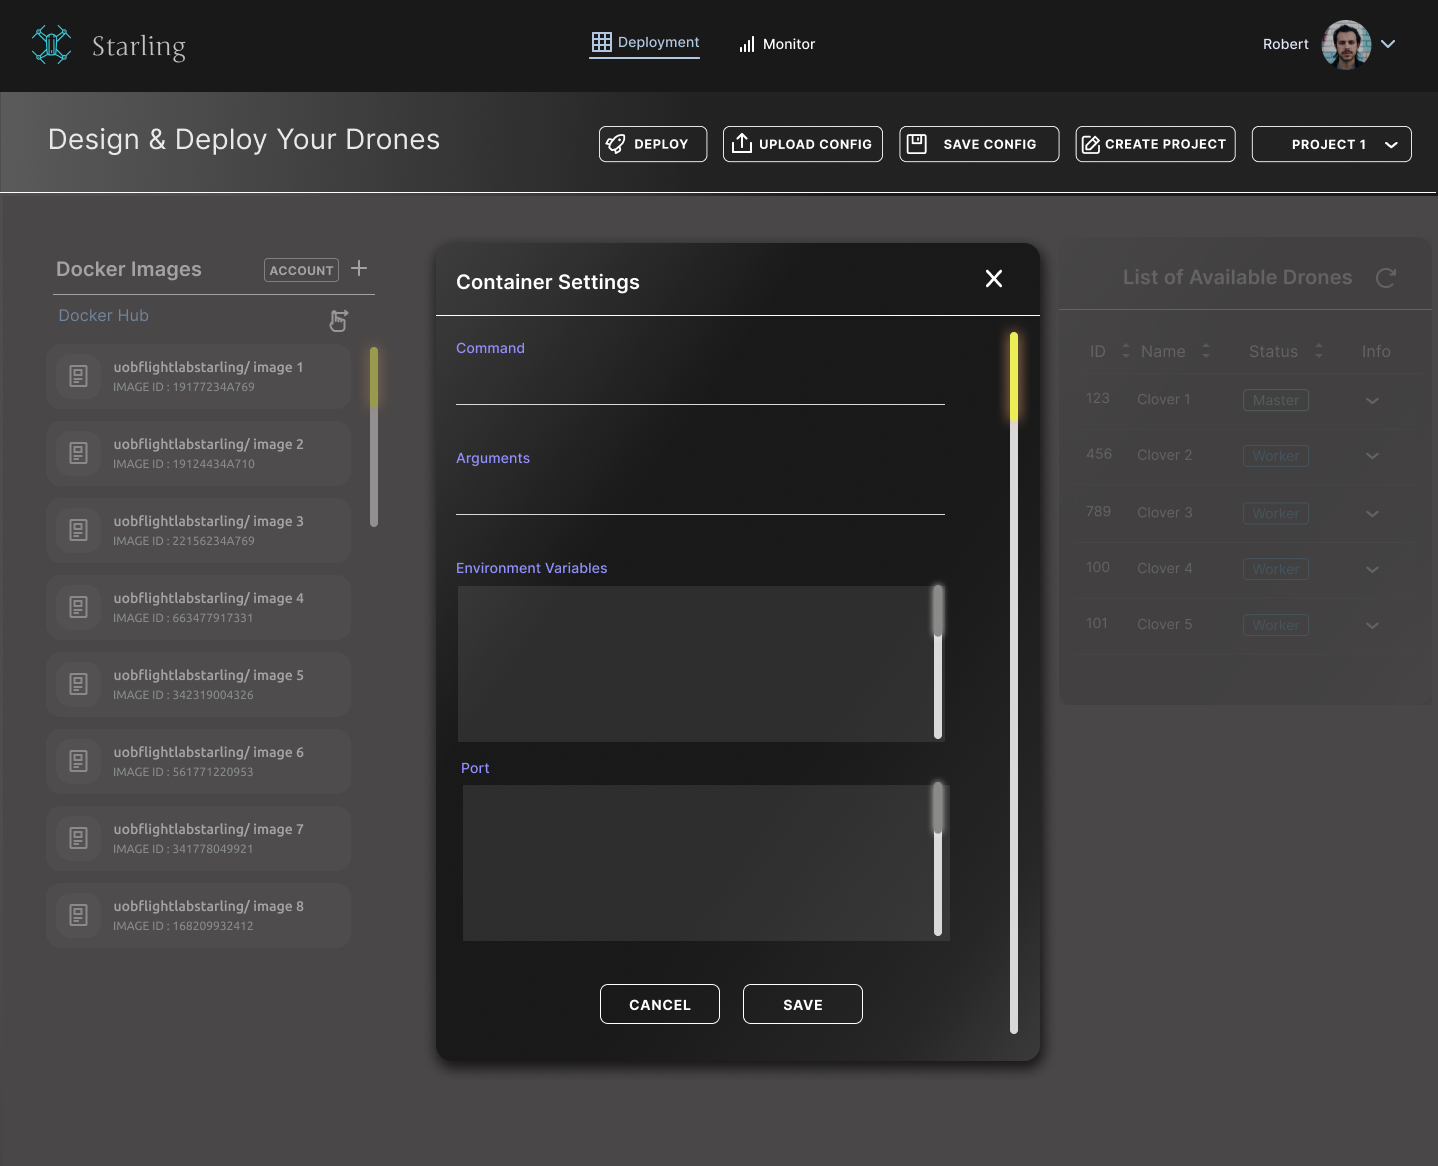 Starling
Deployment
Monitor
Robert
Design & Deploy Your Drones
DEPLOY
UPLOAD CONFIG
SAVE CONFIG
CREATE PROJECT
PROJECT 1
Docker Images
ACCOUNT
Docker Hub
uobflightlabstarling/ image 1
IMAGE ID : 19177234A769
uobflightlabstarling/ image 2
IMAGE ID : 19124434A710
uobflightlabstarling/ image 3
IMAGE ID : 22156234A769
uobflightlabstarling/ image 4
IMAGE ID : 663477917331
uobflightlabstarling/ image 5
IMAGE ID : 342319004326
uobflightlabstarling/ image 6
IMAGE ID : 561771220953
uobflightlabstarling/ image 7
IMAGE ID : 341778049921
uobflightlabstarling/ image 8
IMAGE ID : 168209932412
Container Settings
Command
Arguments
Environment Variables
Port
CANCEL
SAVE
List of Available Drones
ID Name Status Info
123 Clover 1 Master
456 Clover 2 Worker
789 Clover 3 Worker
100 Clover 4 Worker
101 Clover 5 Worker